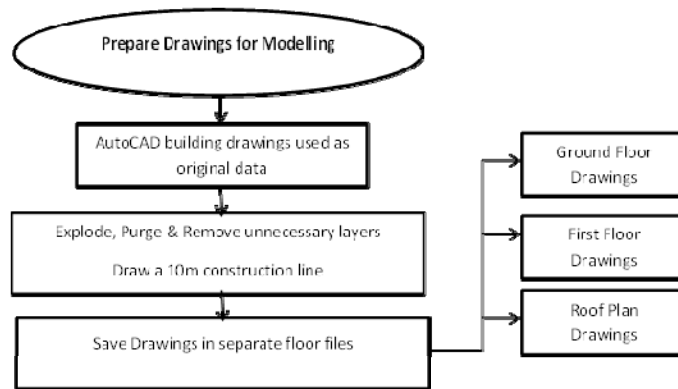 Prepare Drawings for Modelling
AutoCAD building drawings used as
original data
Explode, Purge & Remove unnecessary layers
Draw a 10m construction line
Save Drawings in separate floor files
Ground Floor
Drawings
First Floor
Drawings
Roof Plan
Drawings